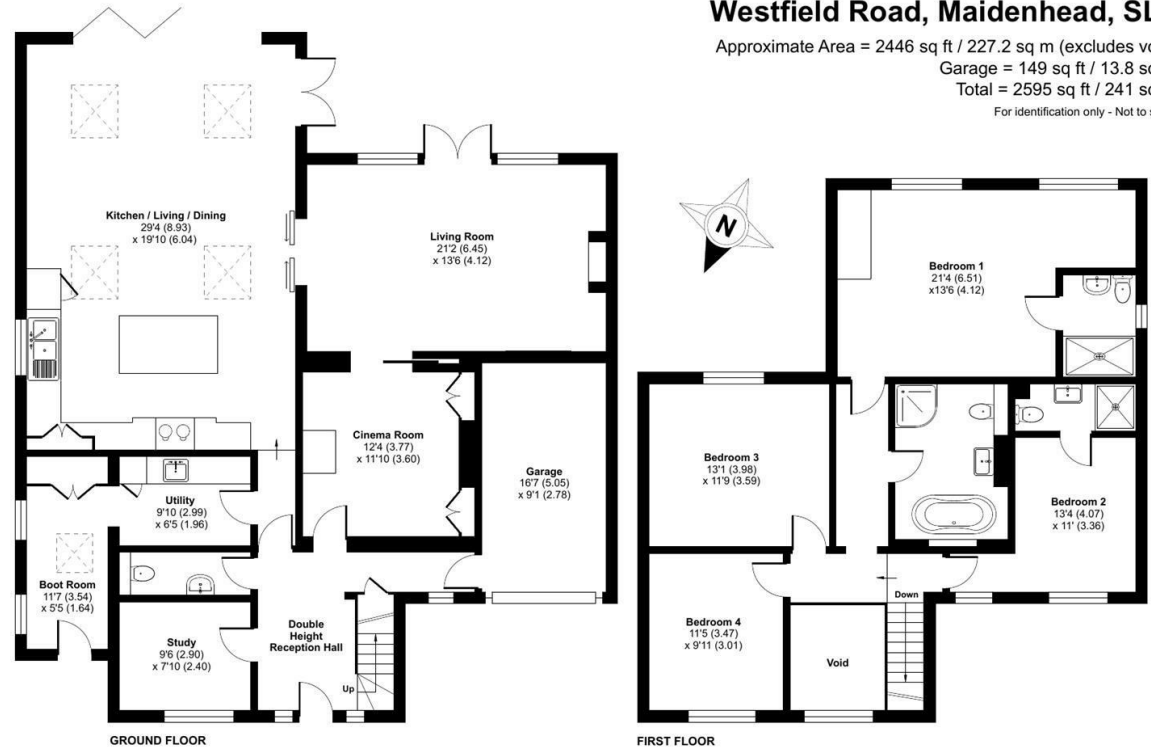 Westfield Road, Maidenhead, SL
Approximate Area = 2446 sq ft / 227.2 sq m (excludes vo
Garage = 149 sq ft / 13.8 sq
Total = 2595 sq ft / 241 sq
For identification only - Not to s
Kitchen / Living / Dining
29'4 (8.93)
x 19'10 (6.04)
Living Room
21'2 (6.45)
x 13'6 (4.12)
N
Cinema Room
12'4 (3.77)
x 11'10 (3.60)
Garage
16'7 (5.05)
x 9'1 (2.78)
Utility
9'10 (2.99)
x 6'5 (1.96)
Boot Room
11'7 (3.54)
x 5'5 (1.64)
Study
9'6 (2.90)
x 7'10 (2.40)
Double
Height
Reception Hall
Up
GROUND FLOOR
Bedroom 1
21'4 (6.51)
x13'6 (4.12)
Bedroom 3
13'1 (3.98)
x 11'9 (3.59)
Bedroom 2
13'4 (4.07)
x 11' (3.36)
Down
Bedroom 4
11'5 (3.47)
x 9'11 (3.01)
Void
FIRST FLOOR